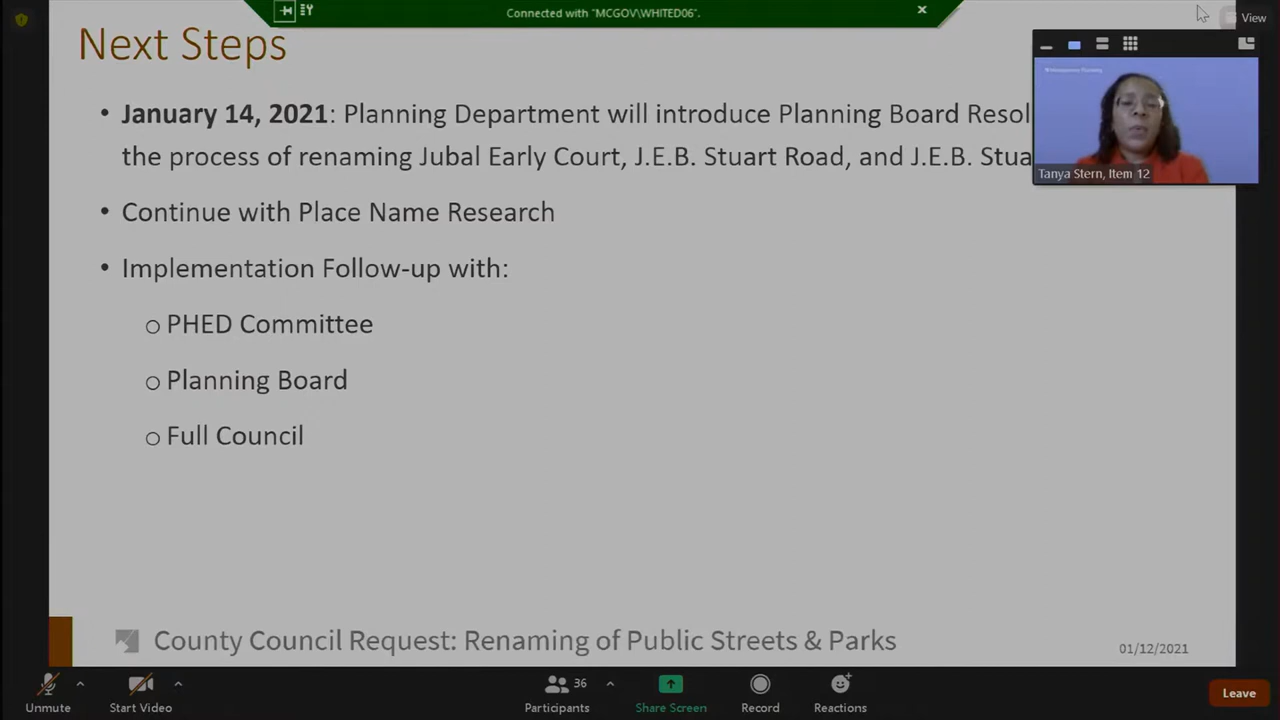 Connected with "MCGOV\WHITED06".
View
Next Steps
• January 14, 2021: Planning Department will introduce Planning Board Resol
the process of renaming Jubal Early Court, J.E.B. Stuart Road, and J.E.B. Stua
Tanya Stern, Item 12
• Continue with Place Name Research
• Implementation Follow-up with:
o PHED Committee
o Planning Board
o Full Council
County Council Request: Renaming of Public Streets & Parks
01/12/2021
36
Unmute
Start Video
Participants
Share Screen
Record
Reactions
Leave